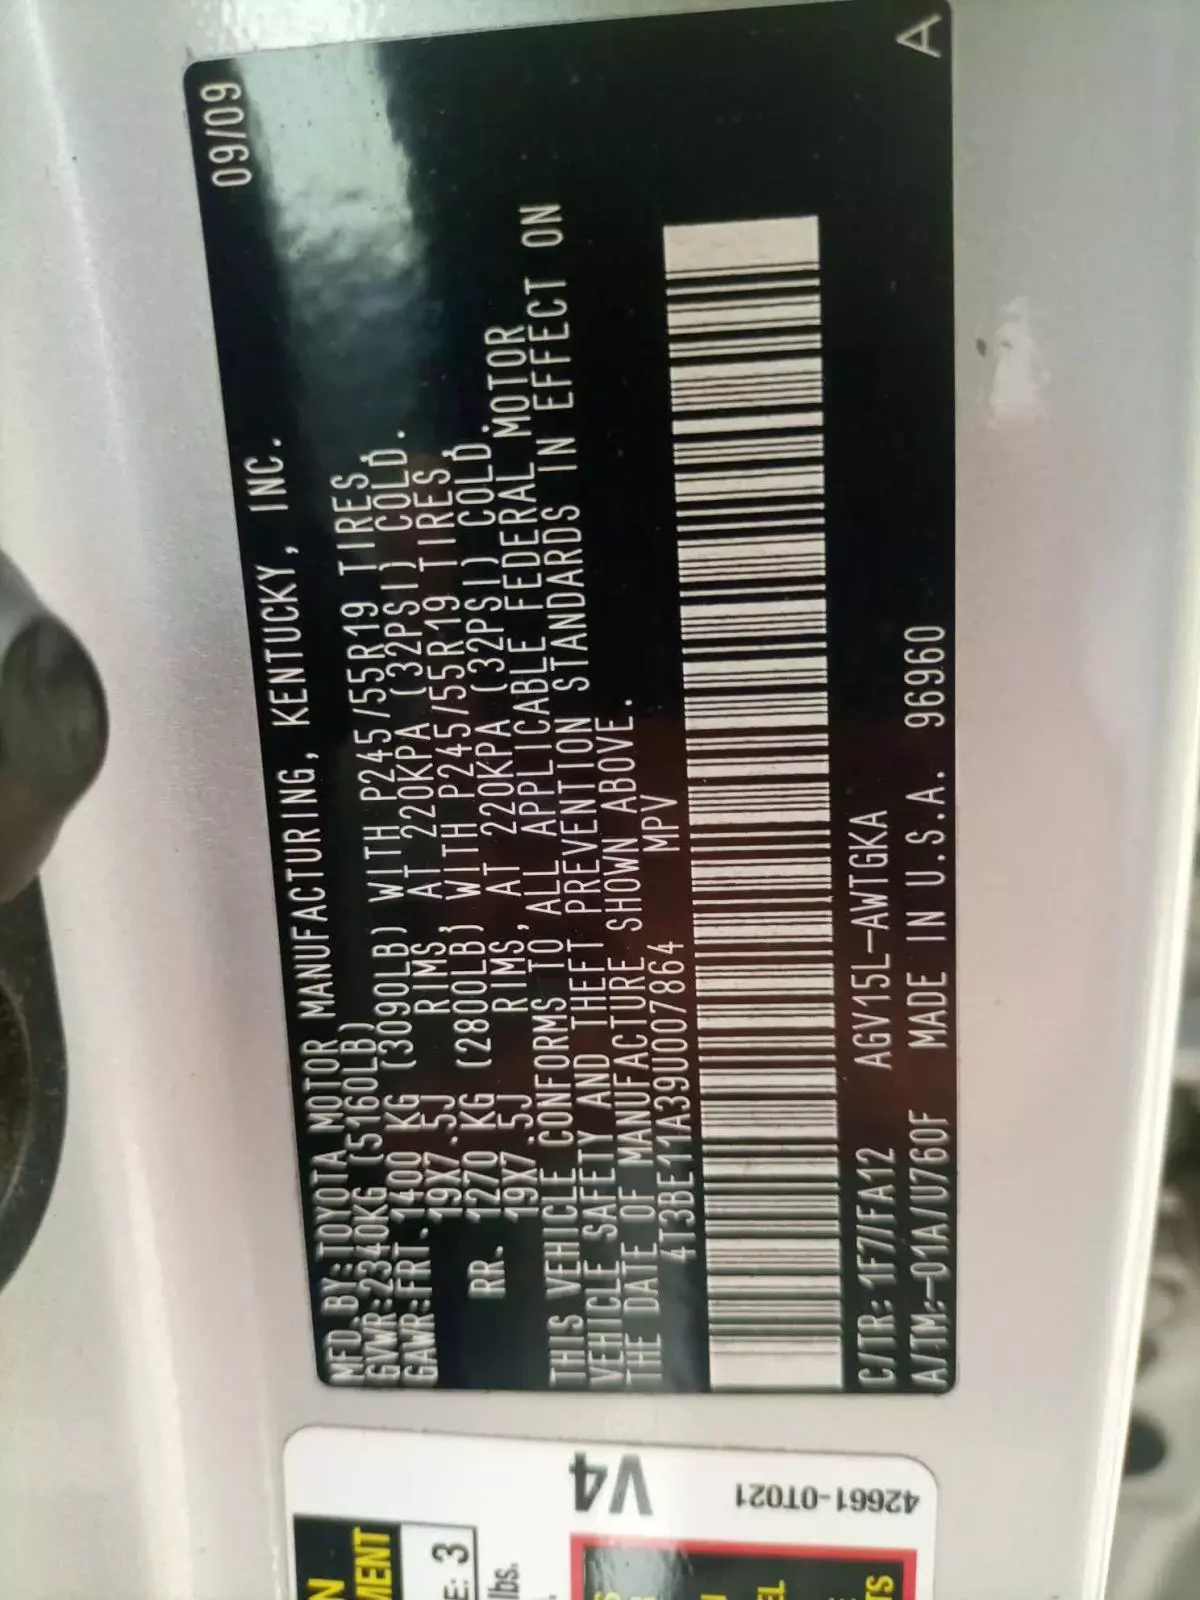 09/09
MFD.BY:TOYOTA MOTOR MANUFACTURING, KENTUCKY, INC.
GVWR:2340KG (5160LB)
GAWR:FRT.1400 KG (3090LB) WITH P245/55R19 TIRES,
19X7.5J RIMS, AT 220KPA (32PSI) COLD.
RR. 1270 KG (2800LB) WITH P245/55R19 TIRES,
19X7.5J RIMS, AT 220KPA (32PSI) COLD.
THIS VEHICLE CONFORMS TO ALL APPLICABLE FEDERAL MOTOR
VEHICLE SAFETY AND THEFT PREVENTION STANDARDS IN EFFECT ON
THE DATE OF MANUFACTURE SHOWN ABOVE.
4T3BE11A39U007864 MPV
C/TR:1F7/FA12 AGV15L-AWTGKA
A/TM:-01A/U760F MADE IN U.S.A. 96960
A
V4
42661-0T021
MENT
E: 3
lbs.